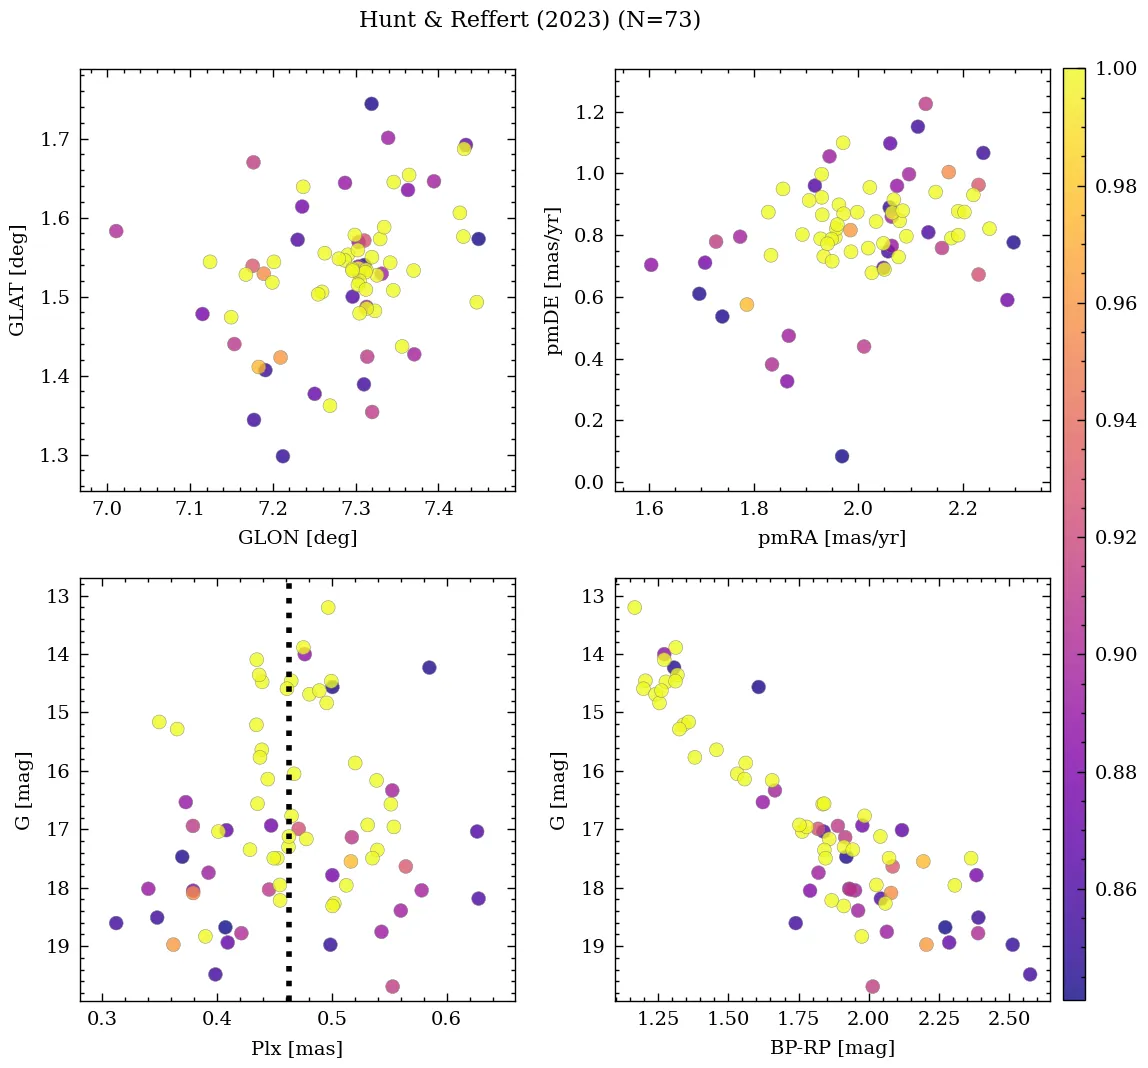 Hunt & Reffert (2023) (N=73)
GLAT [deg]
1.7
1.6
1.5
1.4
1.3
7.0 7.1 7.2 7.3 7.4
GLON [deg]
pmDE [mas/yr]
1.2
1.0
0.8
0.6
0.4
0.2
0.0
1.6 1.8 2.0 2.2
pmRA [mas/yr]
G [mag]
13
14
15
16
17
18
19
0.3 0.4 0.5 0.6
Plx [mas]
G [mag]
13
14
15
16
17
18
19
1.25 1.50 1.75 2.00 2.25 2.50
BP-RP [mag]
1.00
0.98
0.96
0.94
0.92
0.90
0.88
0.86